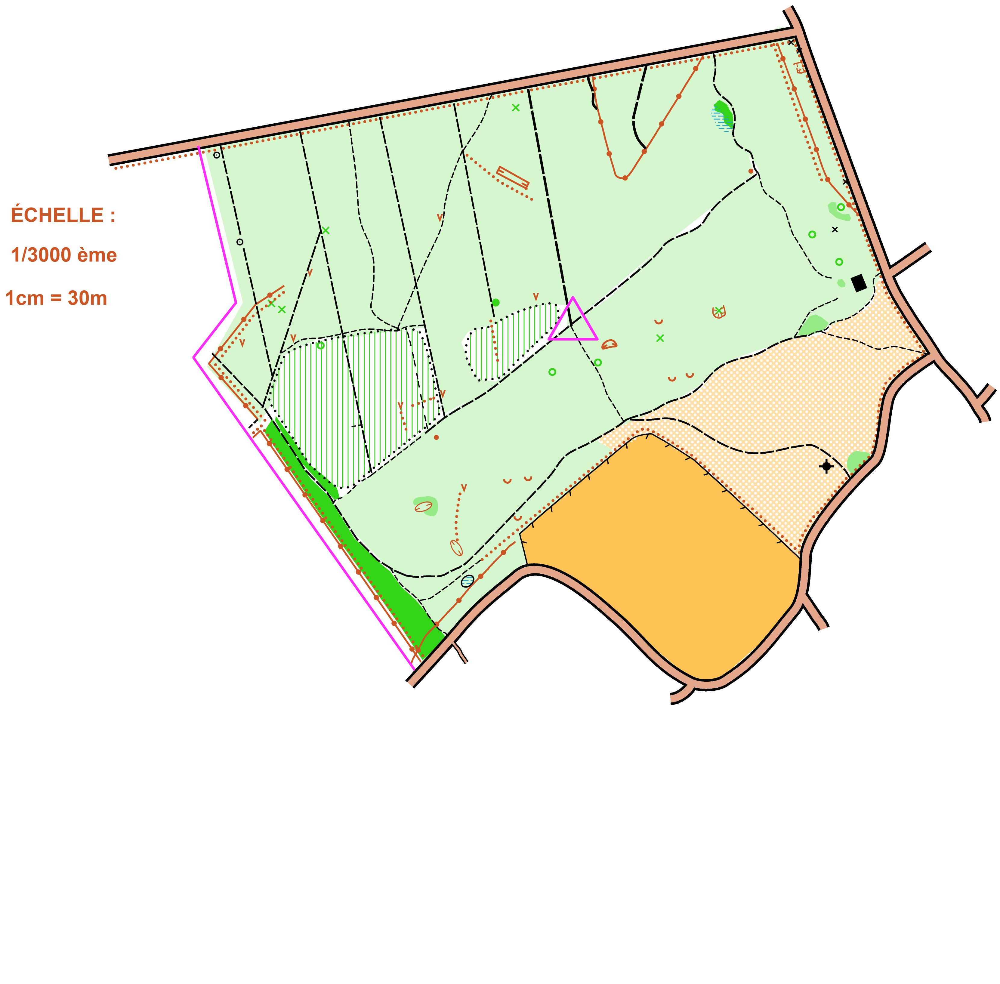 ÉCHELLE :
1/3000 ème
1cm = 30m